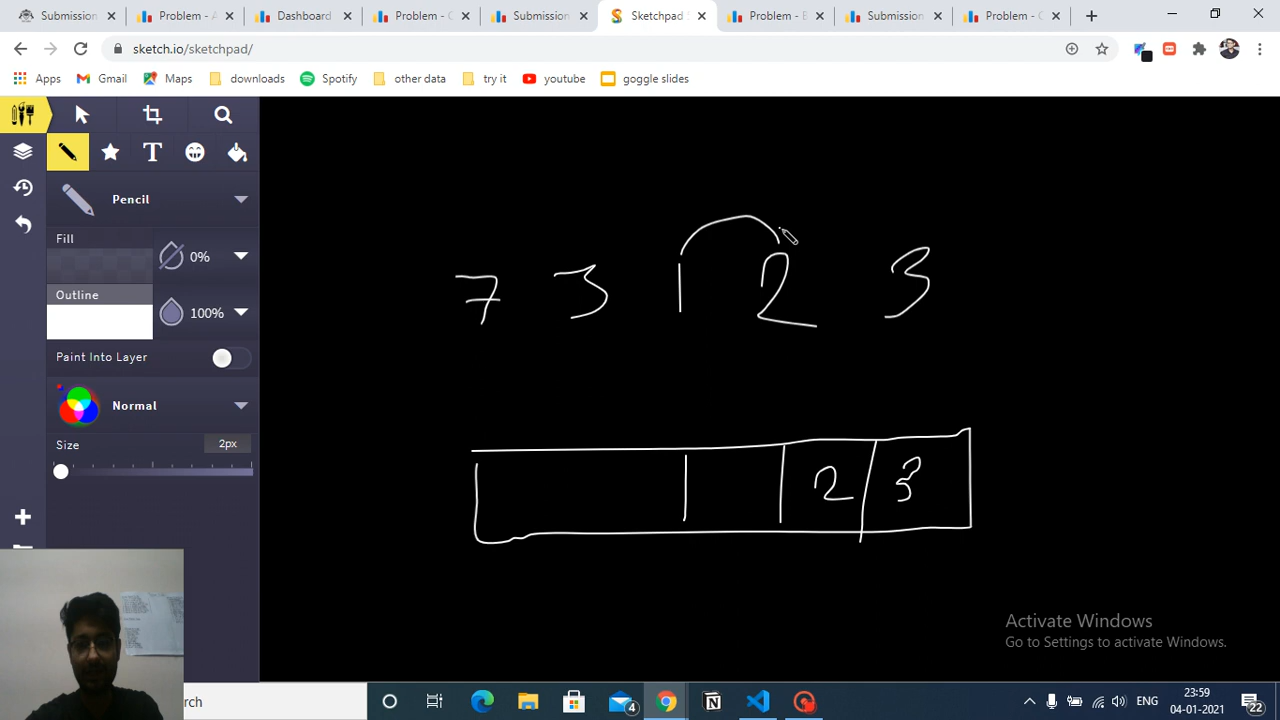 Submission
Problem - A
Dashboard
Problem - C
Submission
Sketchpad
Problem - E
Submission
Problem - C
sketch.io/sketchpad/
Apps Gmail Maps downloads Spotify other data try it youtube goggle slides
T
Pencil
Fill
0%
Outline
100%
Paint Into Layer
Normal
Size
2px
7 3 1 2 3
2 3
Activate Windows
Go to Settings to activate Windows.
rch
4
N
ENG
23:59
04-01-2021
22